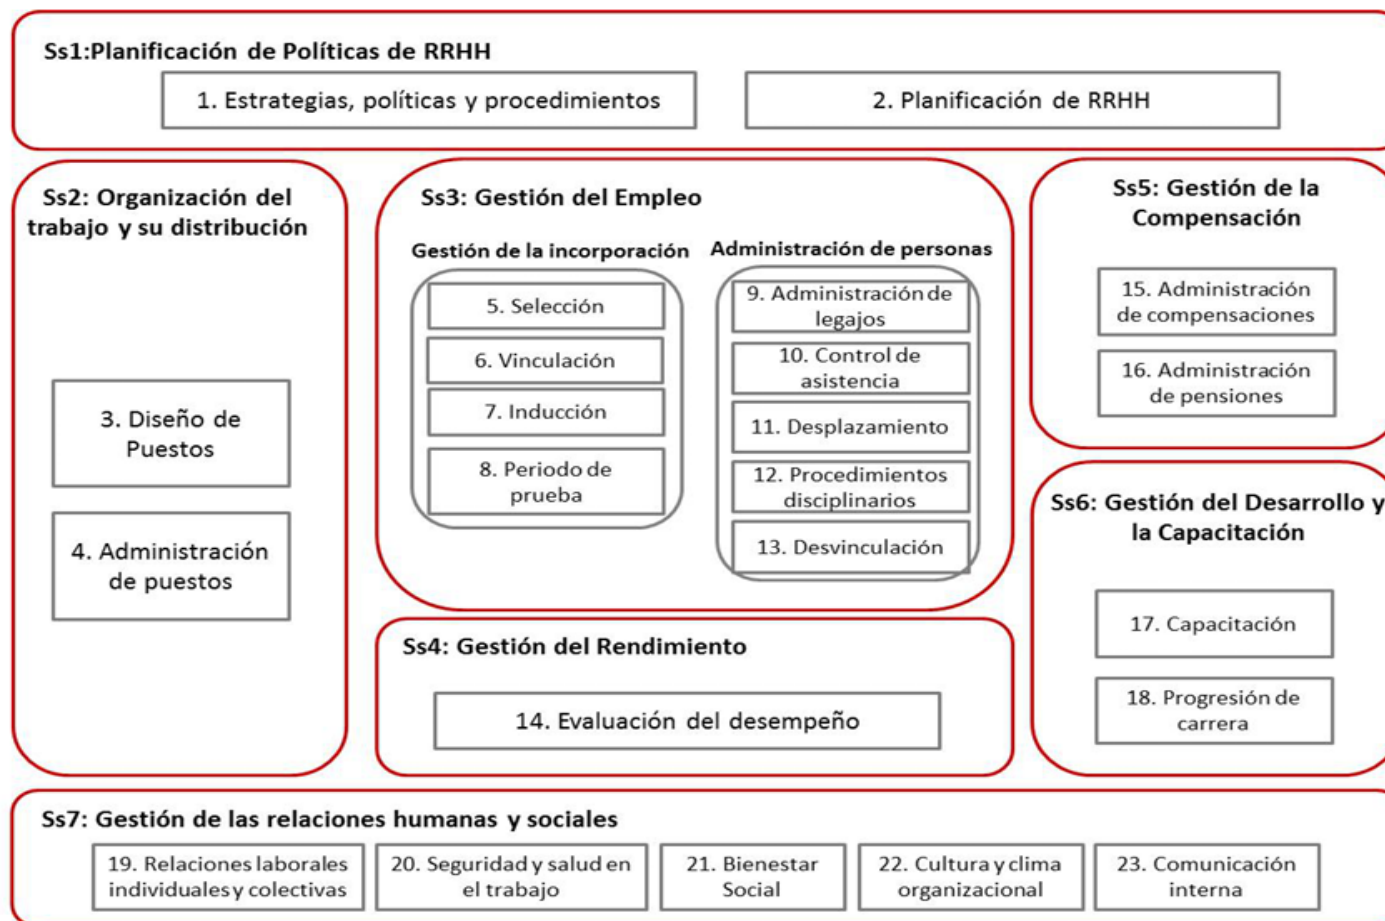 Ss1:Planificación de Políticas de RRHH
1. Estrategias, políticas y procedimientos
2. Planificación de RRHH
Ss2: Organización del
trabajo y su distribución
3. Diseño de
Puestos
4. Administración
de puestos
Ss3: Gestión del Empleo
Gestión de la incorporación
5. Selección
6. Vinculación
7. Inducción
8. Periodo de
prueba
Administración de personas
9. Administración de
legajos
10. Control de
asistencia
11. Desplazamiento
12. Procedimientos
disciplinarios
13. Desvinculación
Ss4: Gestión del Rendimiento
14. Evaluación del desempeño
Ss5: Gestión de la
Compensación
15. Administración
de compensaciones
16. Administración
de pensiones
Ss6: Gestión del Desarrollo y
la Capacitación
17. Capacitación
18. Progresión de
carrera
Ss7: Gestión de las relaciones humanas y sociales
19. Relaciones laborales
individuales y colectivas
20. Seguridad y salud en
el trabajo
21. Bienestar
Social
22. Cultura y clima
organizacional
23. Comunicación
interna